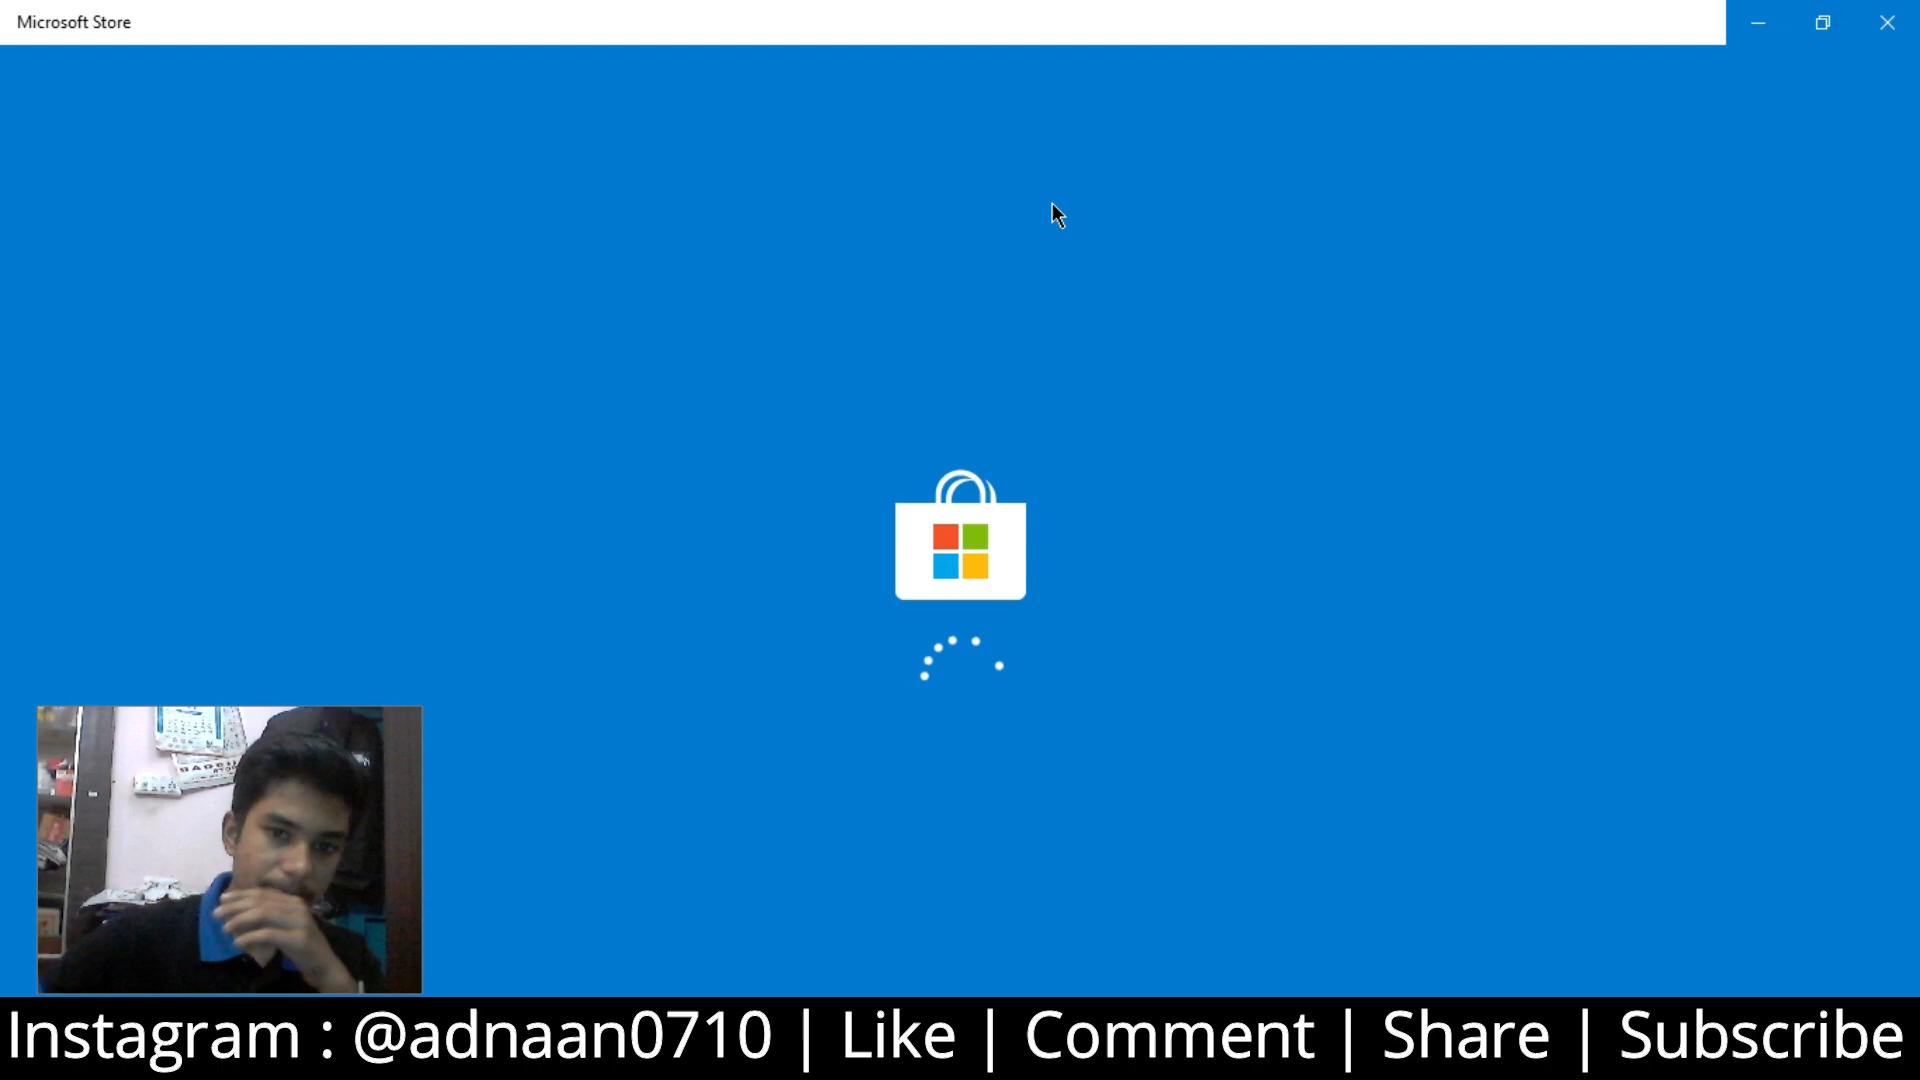 Microsoft Store
Instagram : @adnaan0710 | Like | Comment | Share | Subscribe